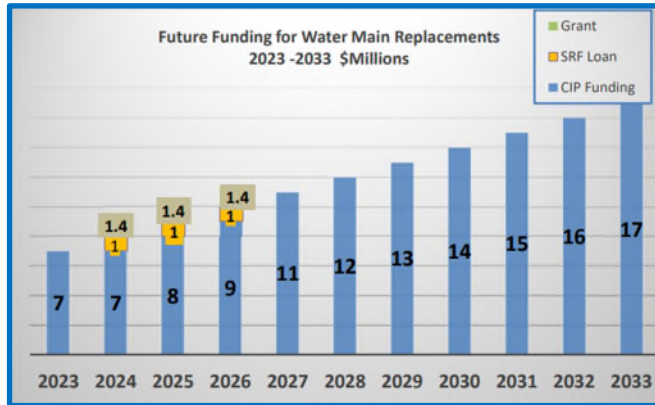 Future Funding for Water Main Replacements
2023 -2033 $Millions
Grant
SRF Loan
CIP Funding
1.4 1.4 1.4
1 1 1
7 7 8 9 11 12 13 14 15 16 17
2023 2024 2025 2026 2027 2028 2029 2030 2031 2032 2033